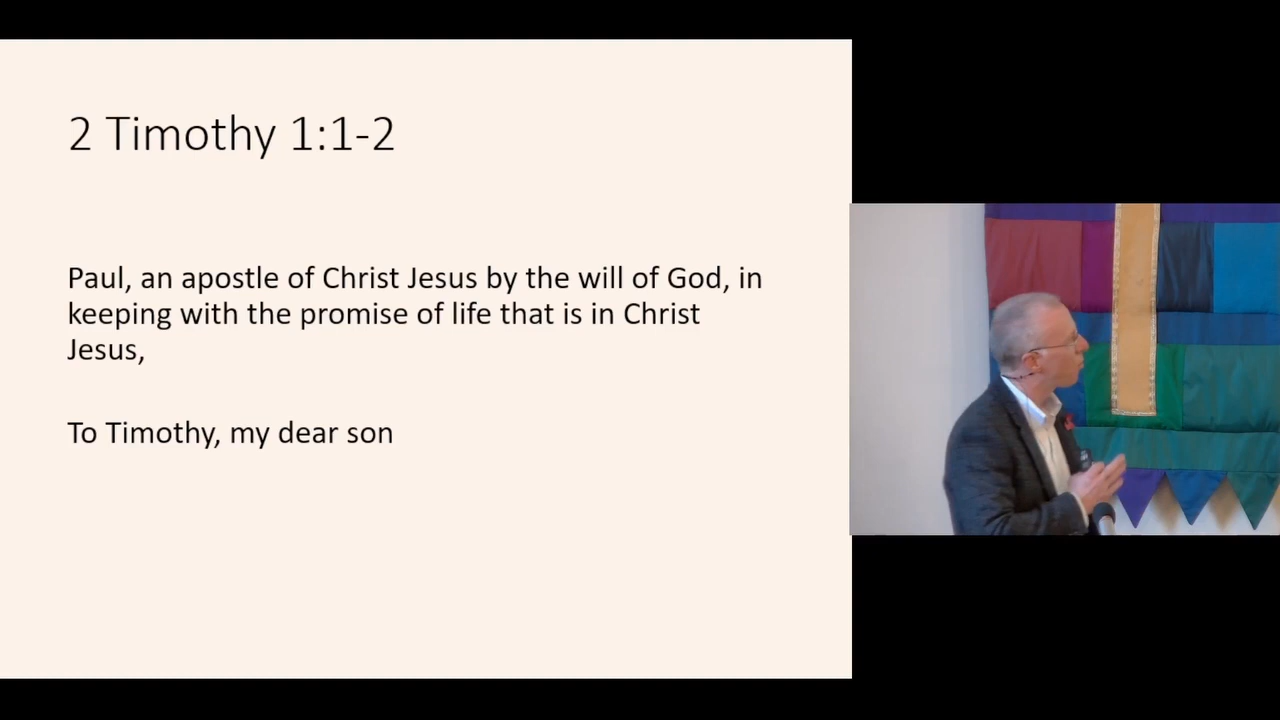 2 Timothy 1:1-2
Paul, an apostle of Christ Jesus by the will of God, in
keeping with the promise of life that is in Christ
Jesus,
To Timothy, my dear son